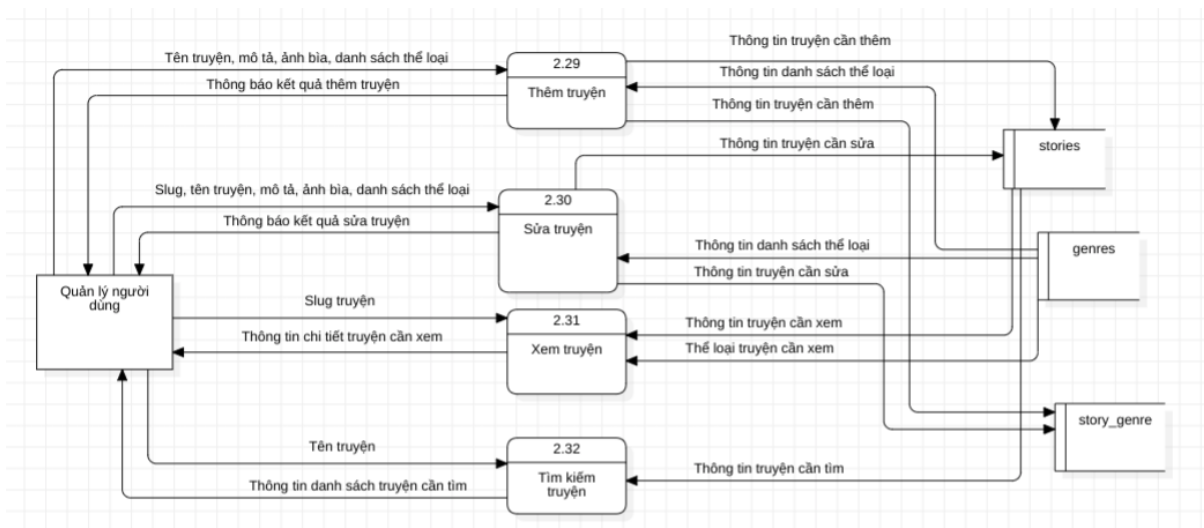 Thông tin truyện cần thêm
Tên truyện, mô tả, ảnh bìa, danh sách thể loại
2.29
Thông tin danh sách thể loại
Thông báo kết quả thêm truyện
Thêm truyện
Thông tin truyện cần thêm
Thông tin truyện cần sửa
stories
Slug, tên truyện, mô tả, ảnh bìa, danh sách thể loại
2.30
Thông báo kết quả sửa truyện
Sửa truyện
Thông tin danh sách thể loại
genres
Thông tin truyện cần sửa
Quản lý người
dùng
Slug truyện
2.31
Thông tin truyện cần xem
Thông tin chi tiết truyện cần xem
Xem truyện
Thể loại truyện cần xem
story_genre
Tên truyện
2.32
Thông tin truyện cần tìm
Tìm kiếm
truyện
Thông tin danh sách truyện cần tìm